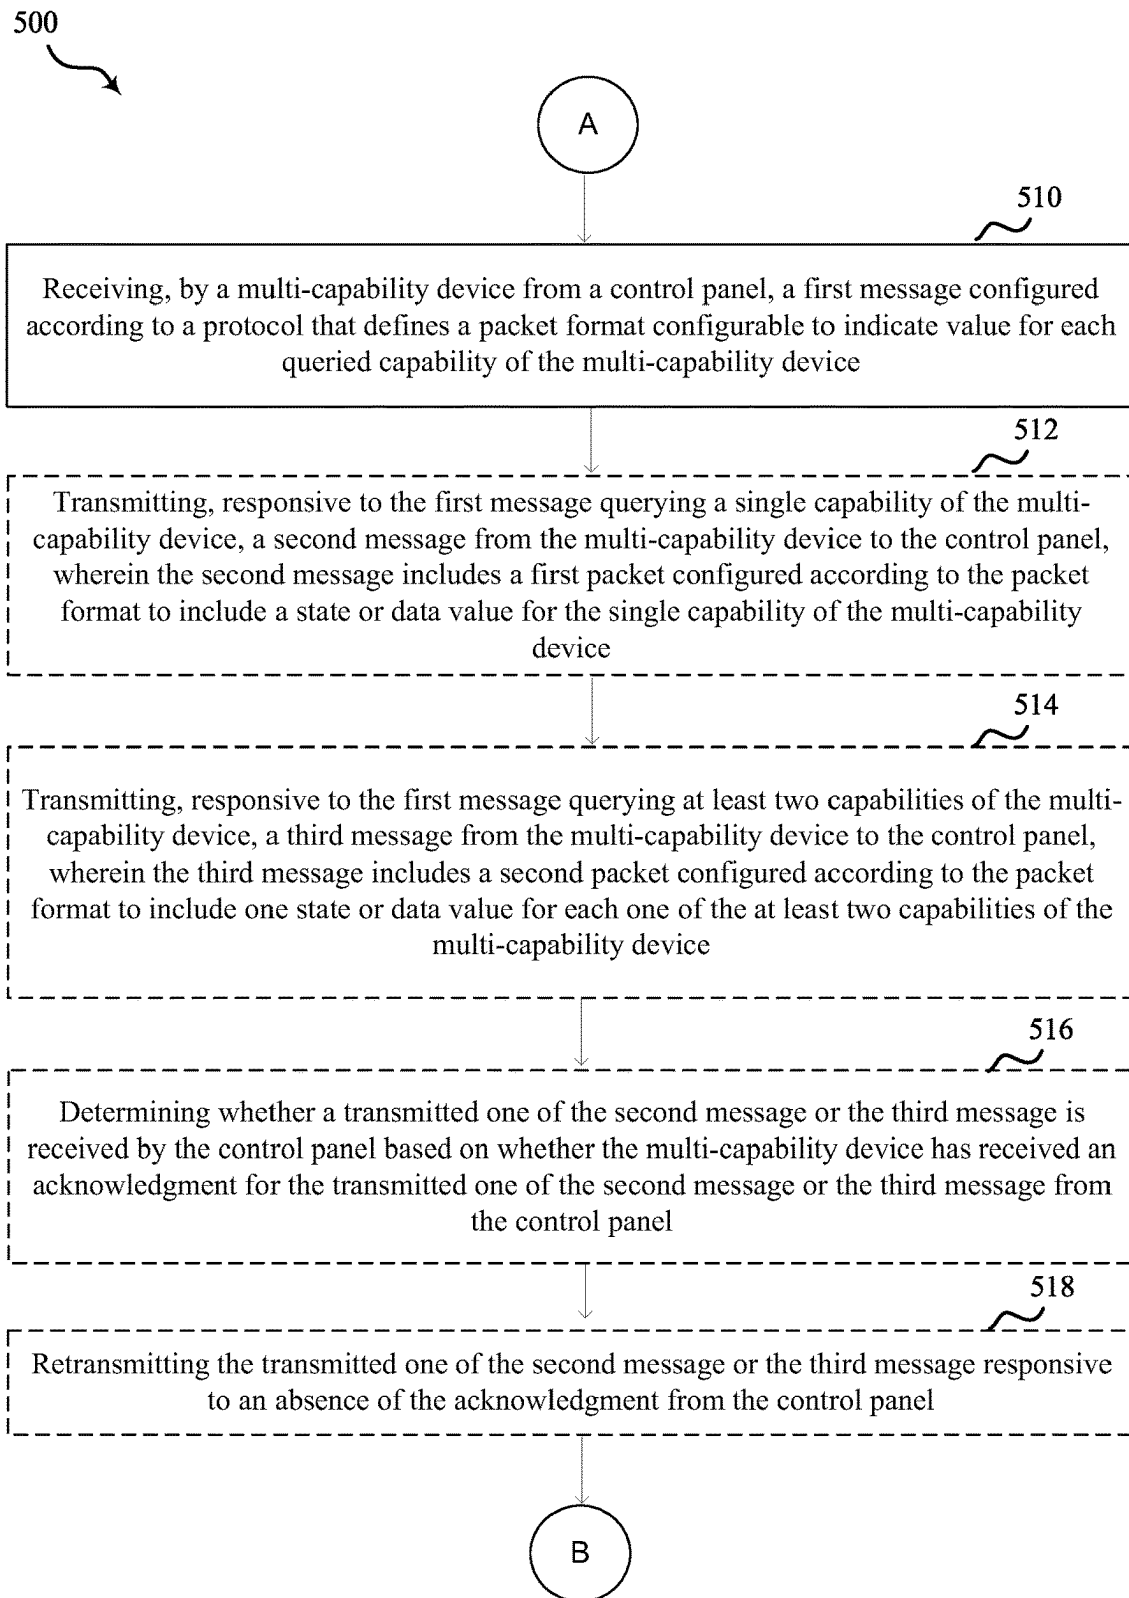 500
A
510
Receiving, by a multi-capability device from a control panel, a first message configured
according to a protocol that defines a packet format configurable to indicate value for each
queried capability of the multi-capability device
512
Transmitting, responsive to the first message querying a single capability of the multi-
capability device, a second message from the multi-capability device to the control panel,
wherein the second message includes a first packet configured according to the packet
format to include a state or data value for the single capability of the multi-capability
device
514
Transmitting, responsive to the first message querying at least two capabilities of the multi-
capability device, a third message from the multi-capability device to the control panel,
wherein the third message includes a second packet configured according to the packet
format to include one state or data value for each one of the at least two capabilities of the
multi-capability device
516
Determining whether a transmitted one of the second message or the third message is
received by the control panel based on whether the multi-capability device has received an
acknowledgment for the transmitted one of the second message or the third message from
the control panel
518
Retransmitting the transmitted one of the second message or the third message responsive
to an absence of the acknowledgment from the control panel
B